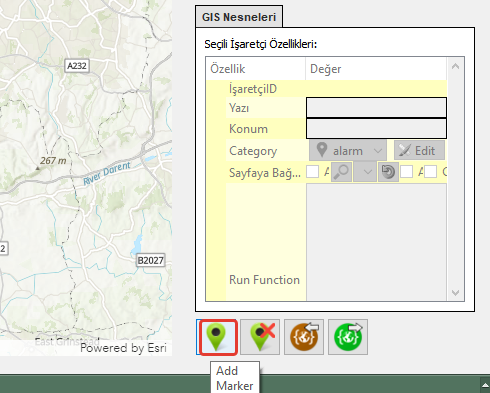 GIS Nesneleri
Seçili İşaretçi Özellikleri:
Özellik Değer
İşaretçiID
Yazı
Konum
Category alarm Edit
Sayfaya Bağ...
Run Function
A232
267 m
River Darent
B2027
East Grinstead
Powered by Esri
Add
Marker